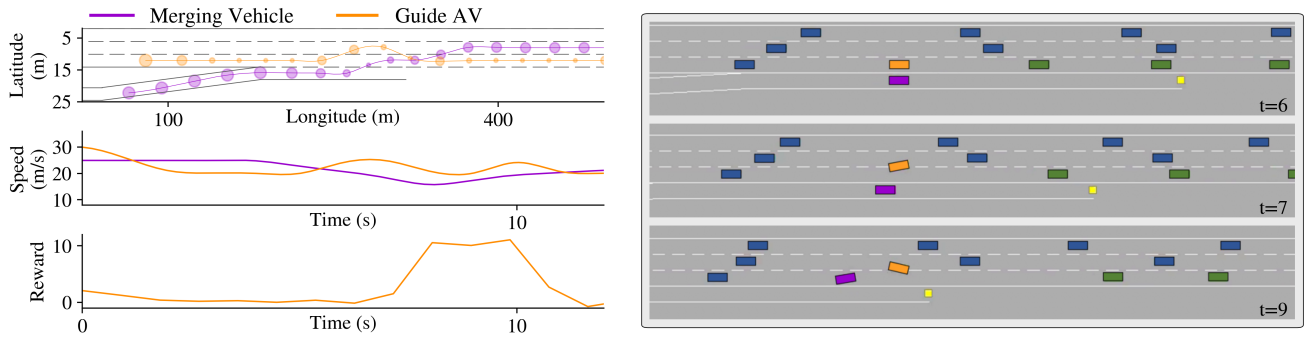 Merging Vehicle Guide AV
Latitude
(m)
5
15
25
100 Longitude (m) 400
Speed
(m/s)
30
20
10
Time (s) 10
Reward
10
0
0 Time (s) 10
t=6
t=7
t=9